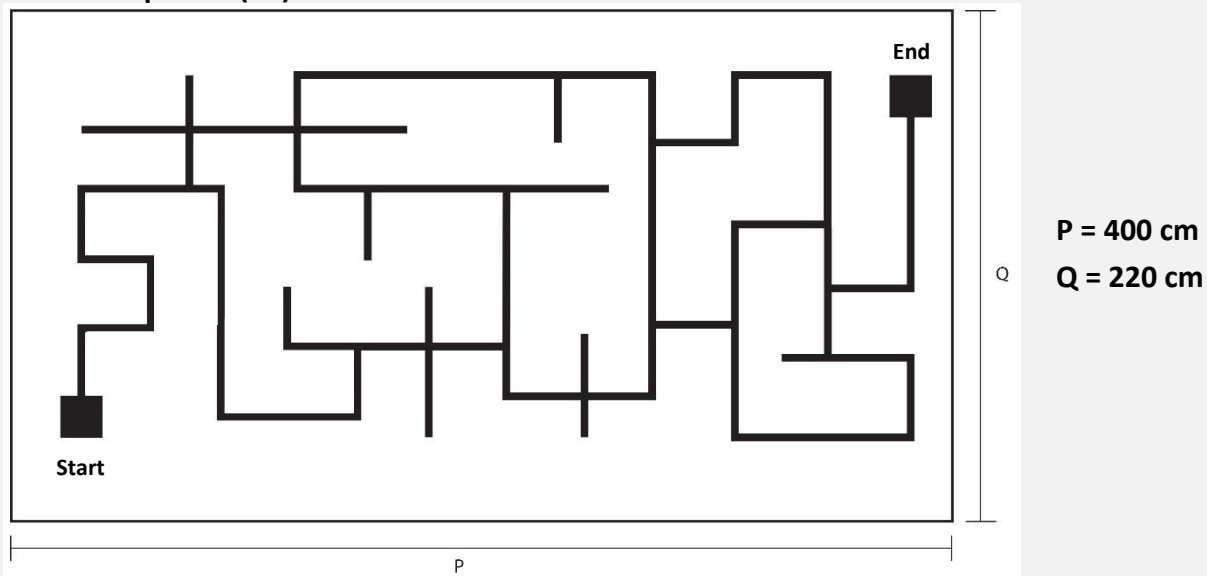 End
P = 400 cm
Q
Q = 220 cm
Start
P